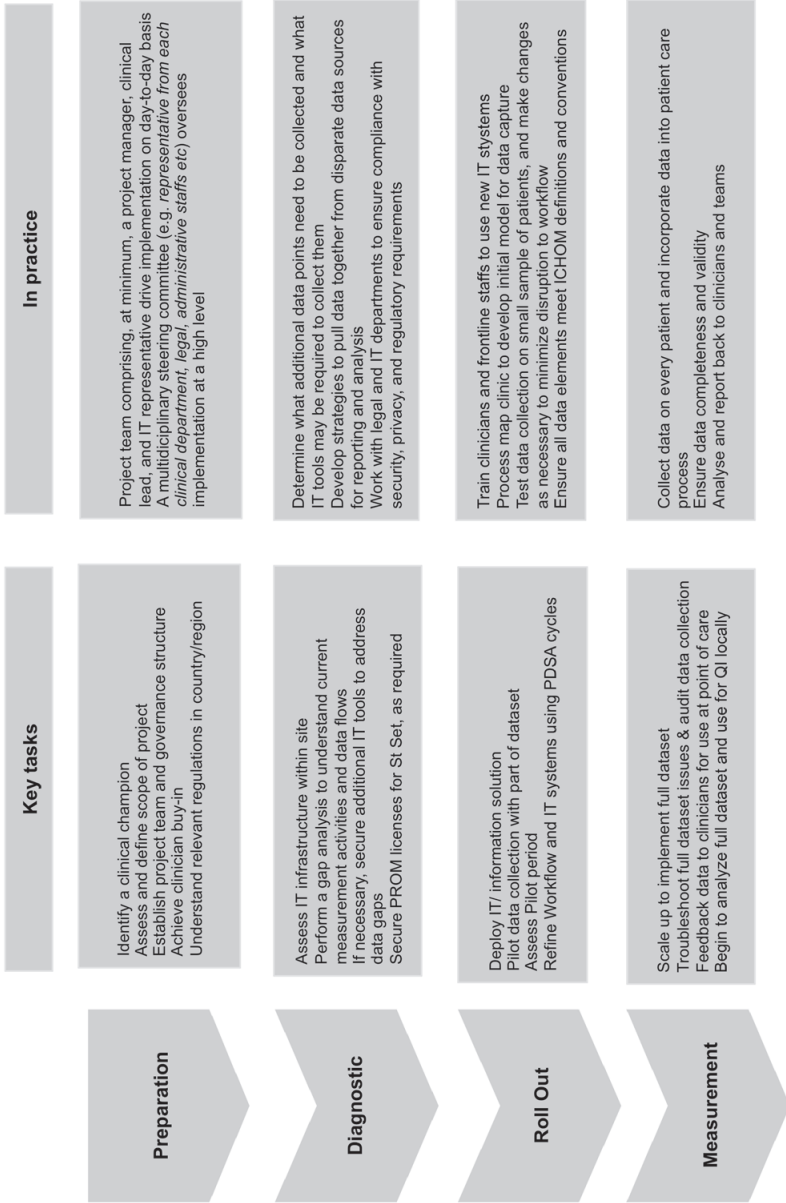 Key tasks
In practice
Preparation
Identify a clinical champion
Assess and define scope of project
Establish project team and governance structure
Achieve clinician buy-in
Understand relevant regulations in country/region
Project team comprising, at minimum, a project manager, clinical
lead, and IT representative drive implementation on day-to-day basis
A multidiciplinary steering committee (e.g. representative from each
clinical department, legal, administrative staffs etc) oversees
implementation at a high level
Diagnostic
Assess IT infrastructure within site
Perform a gap analysis to understand current
measurement activities and data flows
If necessary, secure additional IT tools to address
data gaps
Secure PROM licenses for St Set, as required
Determine what additional data points need to be collected and what
IT tools may be required to collect them
Develop strategies to pull data together from disparate data sources
for reporting and analysis
Work with legal and IT departments to ensure compliance with
security, privacy, and regulatory requirements
Roll Out
Deploy IT/ information solution
Pilot data collection with part of dataset
Assess Pilot period
Refine Workflow and IT systems using PDSA cycles
Train clinicians and frontline staffs to use new IT stystems
Process map clinic to develop initial model for data capture
Test data collection on small sample of patients, and make changes
as necessary to minimize disruption to workflow
Ensure all data elements meet ICHOM definitions and conventions
Measurement
Scale up to implement full dataset
Troubleshoot full dataset issues & audit data collection
Feedback data to clinicians for use at point of care
Begin to analyze full dataset and use for QI locally
Collect data on every patient and incorporate data into patient care
process
Ensure data completeness and validity
Analyse and report back to clinicians and teams